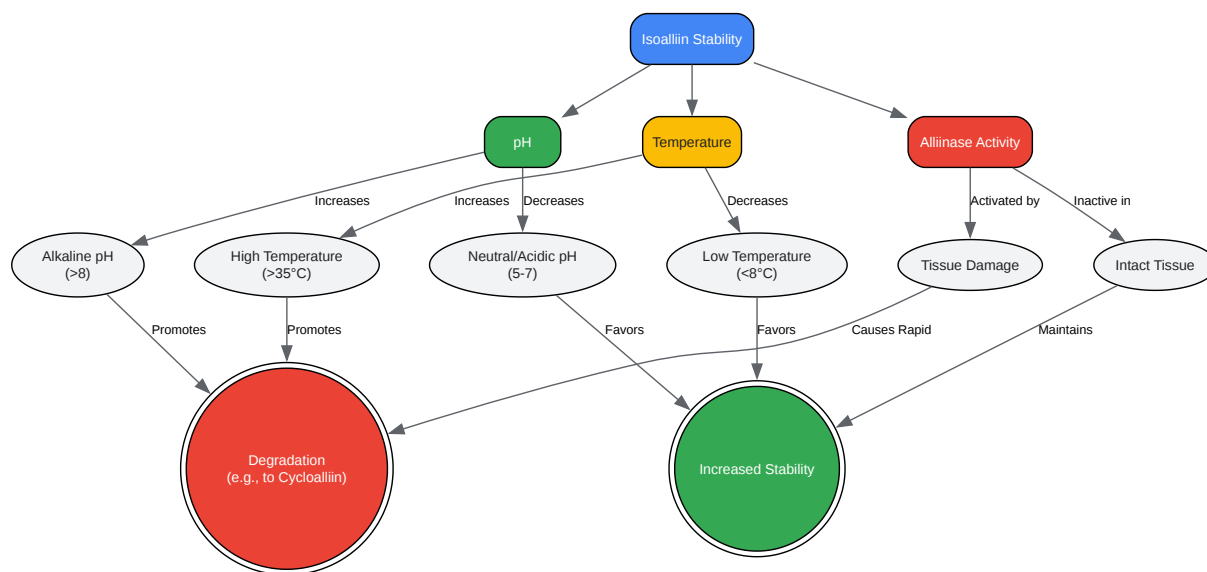 Isoalliin Stability
pH
Temperature
Alliinase Activity
Increases
Increases
Decreases
Decreases
Activated by
Inactive in
Alkaline pH
(>8)
High Temperature
(>35°C)
Neutral/Acidic pH
(5-7)
Low Temperature
(<8°C)
Tissue Damage
Intact Tissue
Promotes
Promotes
Favors
Favors
Causes Rapid
Maintains
Degradation
(e.g., to Cycloalliin)
Increased Stability